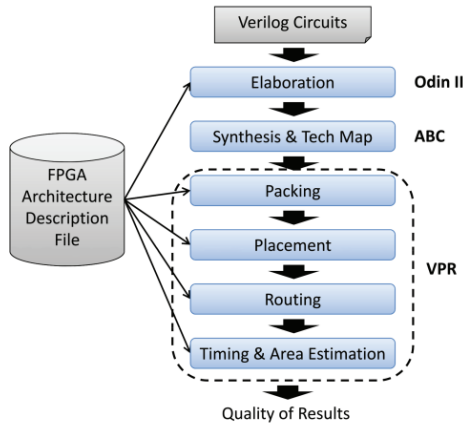 Verilog Circuits
Elaboration
Odin II
Synthesis & Tech Map
ABC
FPGA
Architecture
Description
File
Packing
Placement
VPR
Routing
Timing & Area Estimation
Quality of Results